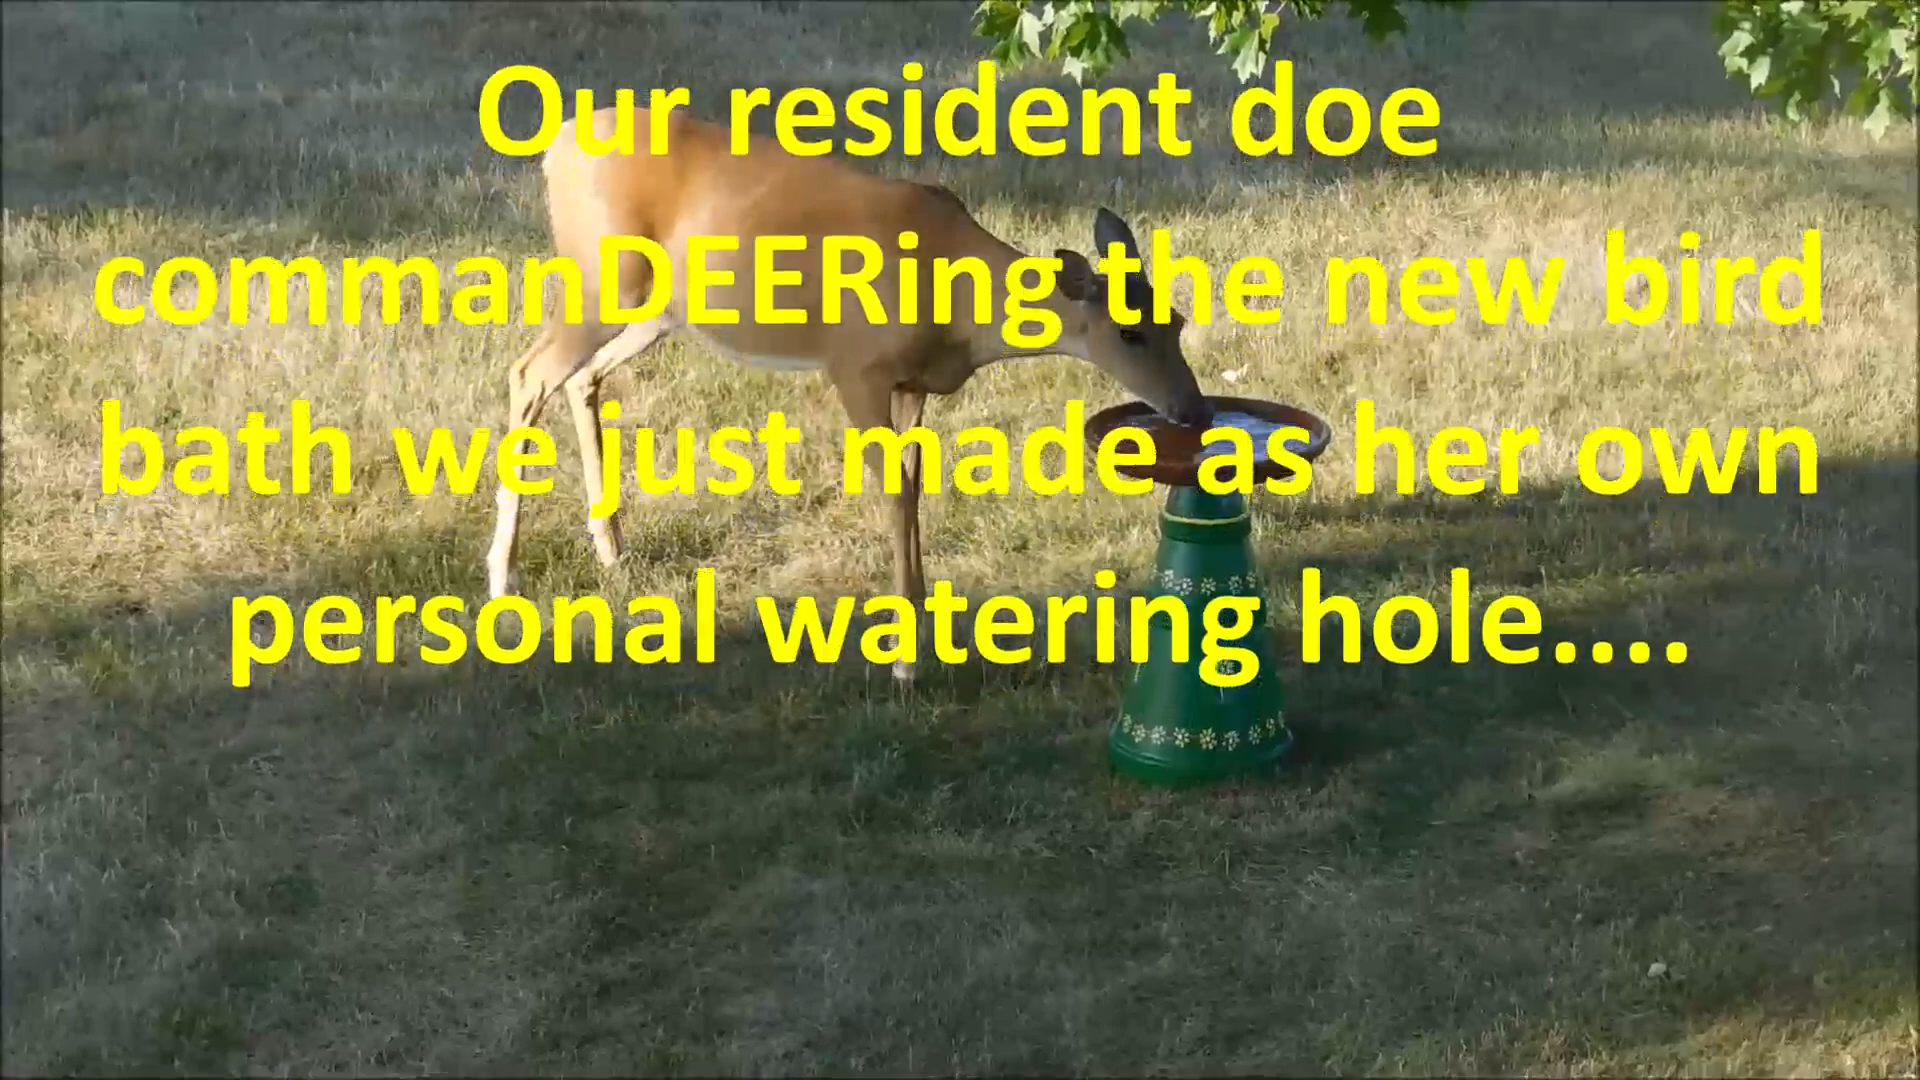 Our resident doe
commanDEERing the new bird
bath we just made as her own
personal watering hole....